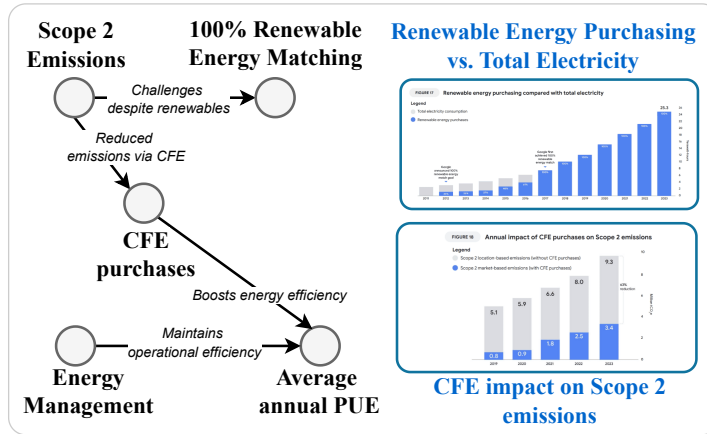 Scope 2
Emissions
100% Renewable
Energy Matching
Challenges
despite renewables
Reduced
emissions via CFE
CFE
purchases
Boosts energy efficiency
Maintains
operational efficiency
Energy
Management
Average
annual PUE
Renewable Energy Purchasing
vs. Total Electricity
FIGURE 17 Renewable energy purchasing compared with total electricity
Legend
Total electricity consumption
Renewable energy purchases
25.3
2011 2012 2013 2014 2015 2016 2017 2018 2019 2020 2021 2022 2023
FIGURE 18 Annual impact of CFE purchases on Scope 2 emissions
Legend
Scope 2 location-based emissions (without CFE purchases)
Scope 2 market-based emissions (with CFE purchases)
5.1 5.9 6.6 8.0 9.3
63%
reduction
0.8 0.9 1.8 2.5 3.4
2019 2020 2021 2022 2023
CFE impact on Scope 2
emissions